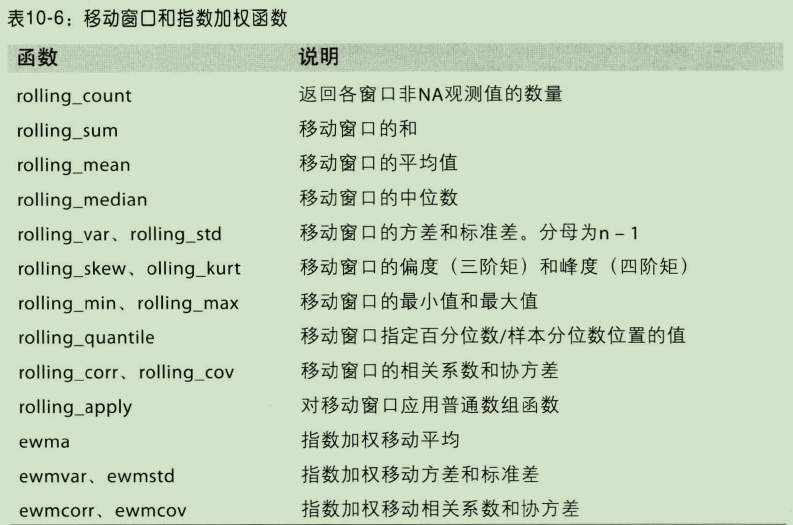 表10-6：移动窗口和指数加权函数
函数 说明
rolling_count 返回各窗口非NA观测值的数量
rolling_sum 移动窗口的和
rolling_mean 移动窗口的平均值
rolling_median 移动窗口的中位数
rolling_var、rolling_std 移动窗口的方差和标准差。分母为n – 1
rolling_skew、olling_kurt 移动窗口的偏度（三阶矩）和峰度（四阶矩）
rolling_min、rolling_max 移动窗口的最小值和最大值
rolling_quantile 移动窗口指定百分位数/样本分位数位置的值
rolling_corr、rolling_cov 移动窗口的相关系数和协方差
rolling_apply 对移动窗口应用普通数组函数
ewma 指数加权移动平均
ewmvar、ewmstd 指数加权移动方差和标准差
ewmcorr、ewmcov 指数加权移动相关系数和协方差